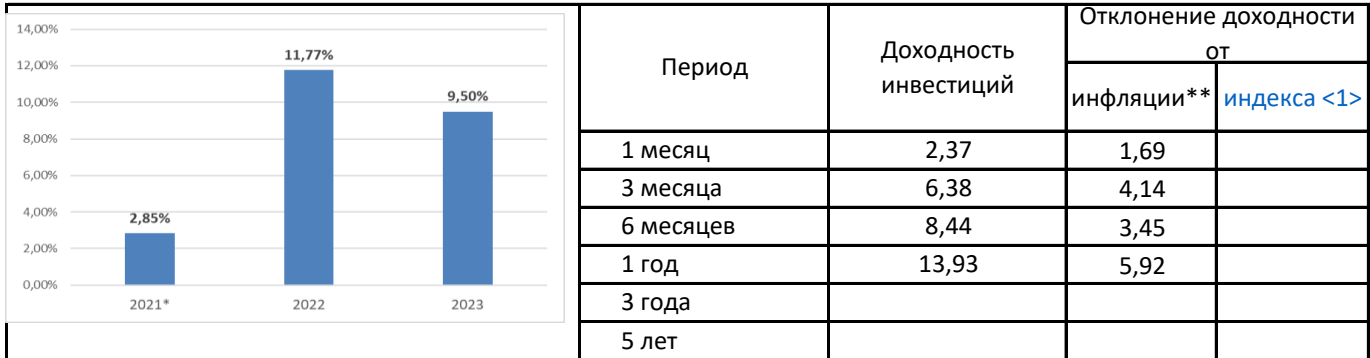 14,00%
12,00%
10,00%
8,00%
6,00%
4,00%
2,00%
0,00%
2,85%
11,77%
9,50%
2021* 2022 2023
Период Доходность инвестиций Отклонение доходности от
инфляции** индекса <1>
1 месяц 2,37 1,69
3 месяца 6,38 4,14
6 месяцев 8,44 3,45
1 год 13,93 5,92
3 года
5 лет